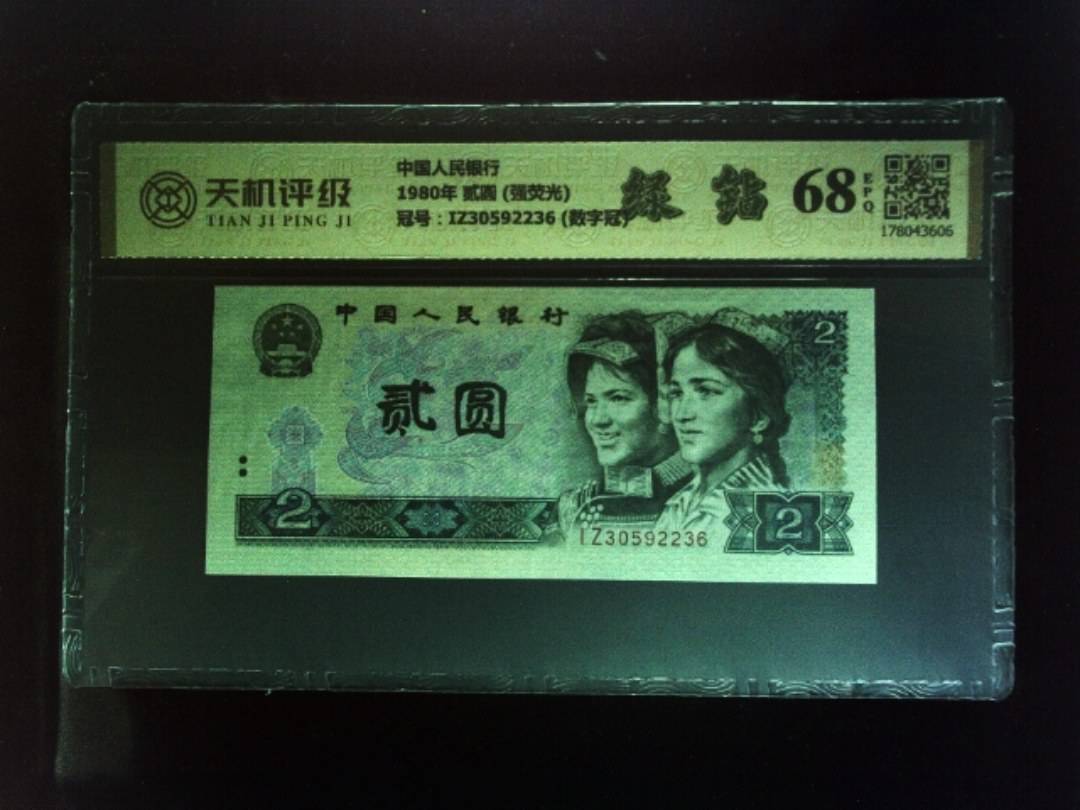 天机评级
TIAN JI PING JI
中国人民银行
1980年 贰圆 (强荧光)
冠号：IZ30592236 (数字冠)
绿钻
68
EPQ
178043606
中国人民银行
2
贰圆
2
2
IZ30592236